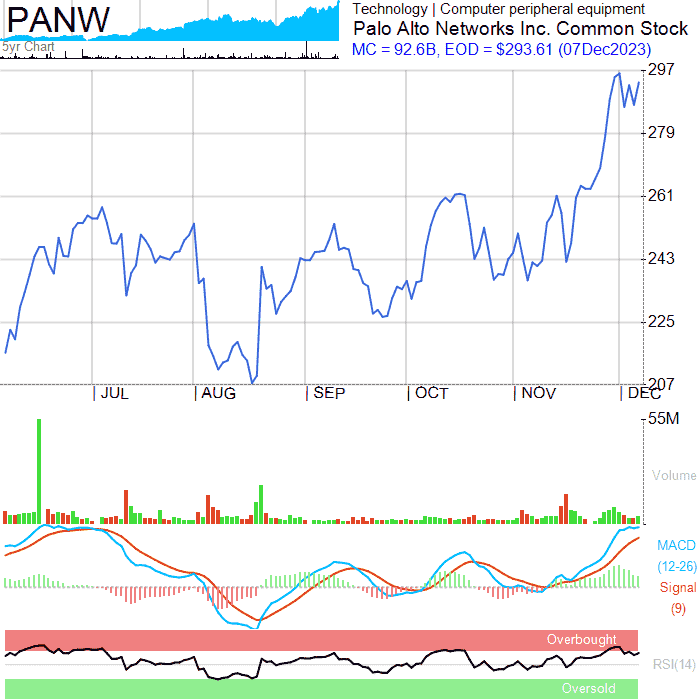 PANW
5yr Chart
Technology | Computer peripheral equipment
Palo Alto Networks Inc. Common Stock
MC = 92.6B, EOD = $293.61 (07Dec2023)
297
279
261
243
225
207
| JUL | AUG | SEP | OCT | NOV | DEC
55M
Volume
MACD
(12-26)
Signal
(9)
Overbought
RSI(14)
Oversold